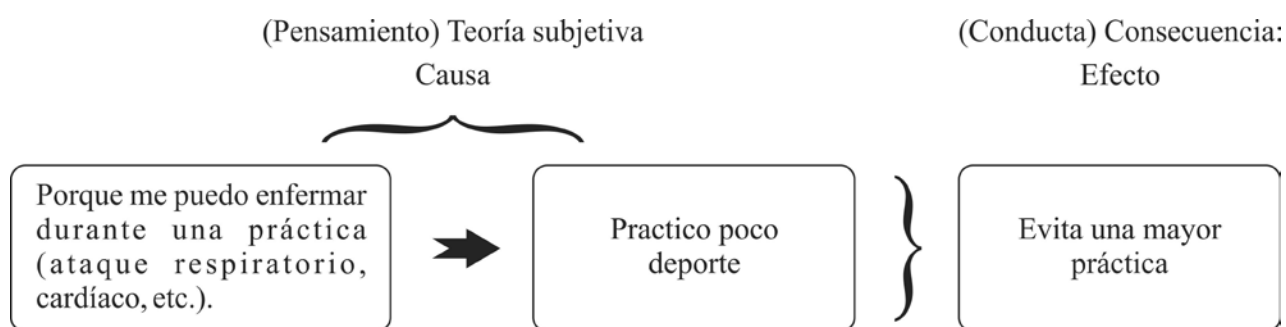 (Pensamiento) Teoría subjetiva
Causa
(Conducta) Consecuencia:
Efecto
Porque me puedo enfermar
durante una práctica
(ataque respiratorio,
cardíaco, etc.).
Practico poco
deporte
Evita una mayor
práctica